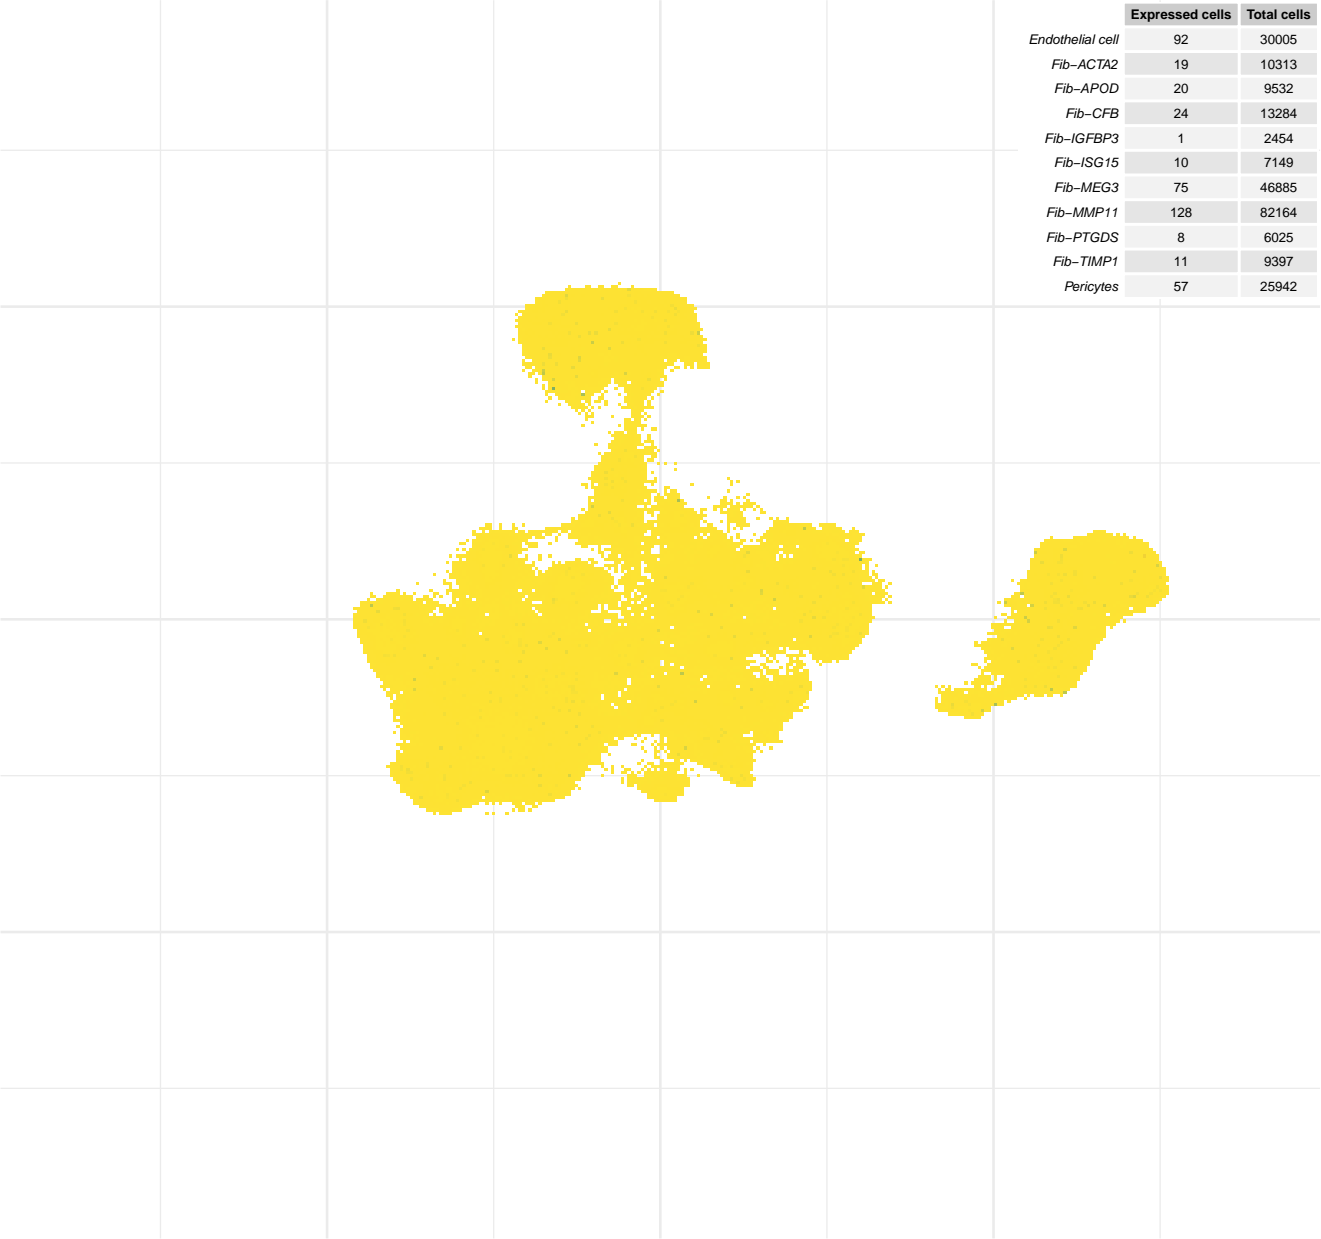 Expressed cells Total cells
Endothelial cell 92 30005
Fib−ACTA2 19 10313
Fib−APOD 20 9532
Fib−CFB 24 13284
Fib−IGFBP3 1 2454
Fib−ISG15 10 7149
Fib−MEG3 75 46885
Fib−MMP11 128 82164
Fib−PTGDS 8 6025
Fib−TIMP1 11 9397
Pericytes 57 25942